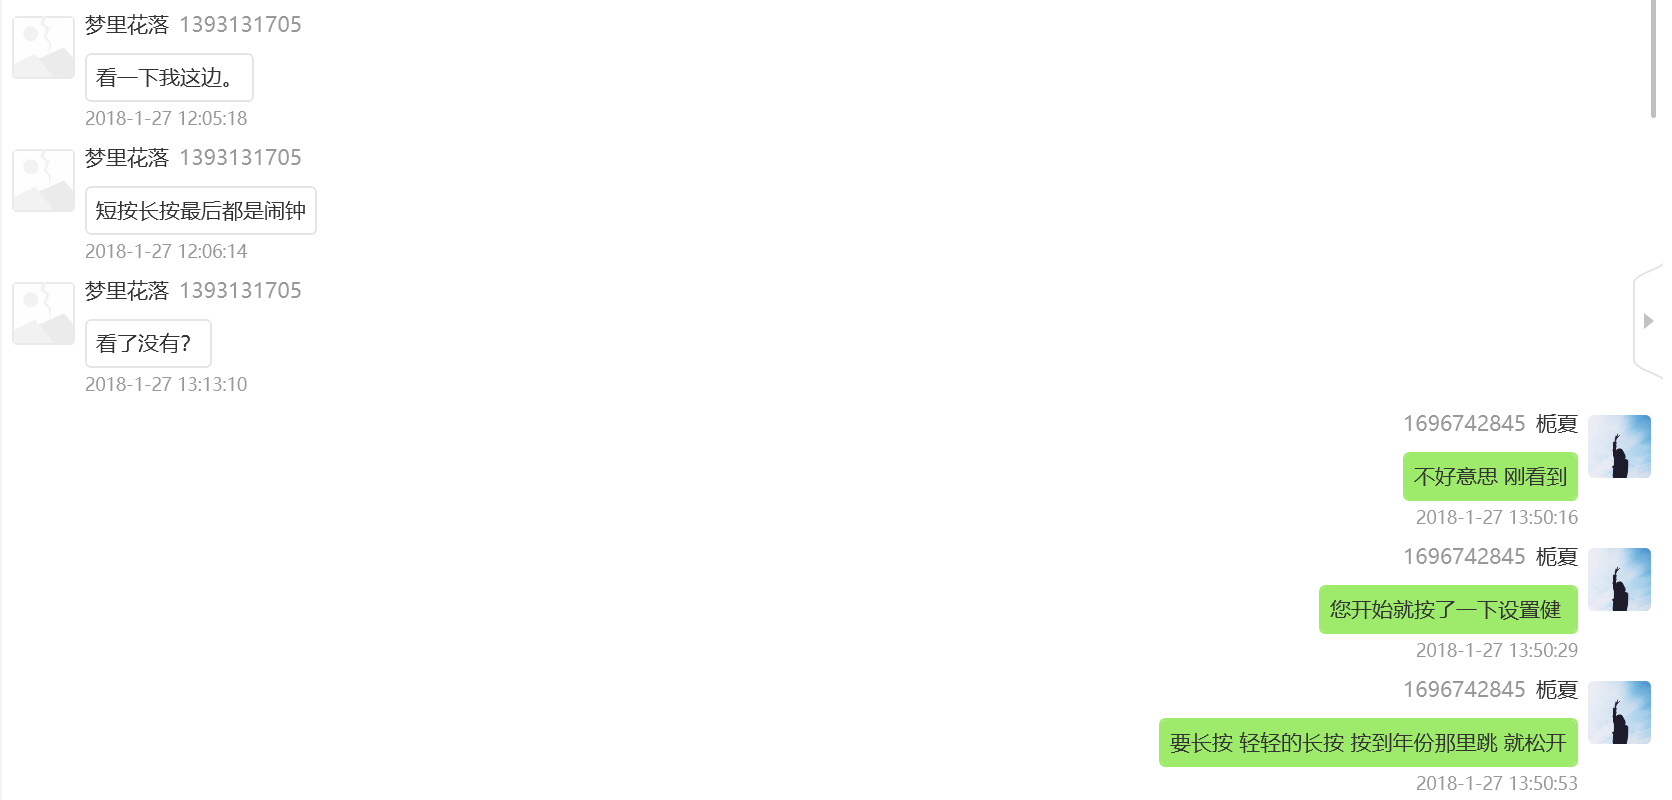 梦里花落 1393131705
看一下我这边。
2018-1-27 12:05:18
梦里花落 1393131705
短按长按最后都是闹钟
2018-1-27 12:06:14
梦里花落 1393131705
看了没有?
2018-1-27 13:13:10
1696742845 栀夏
不好意思 刚看到
2018-1-27 13:50:16
1696742845 栀夏
您开始就按了一下设置健
2018-1-27 13:50:29
1696742845 栀夏
要长按 轻轻的长按 按到年份那里跳 就松开
2018-1-27 13:50:53